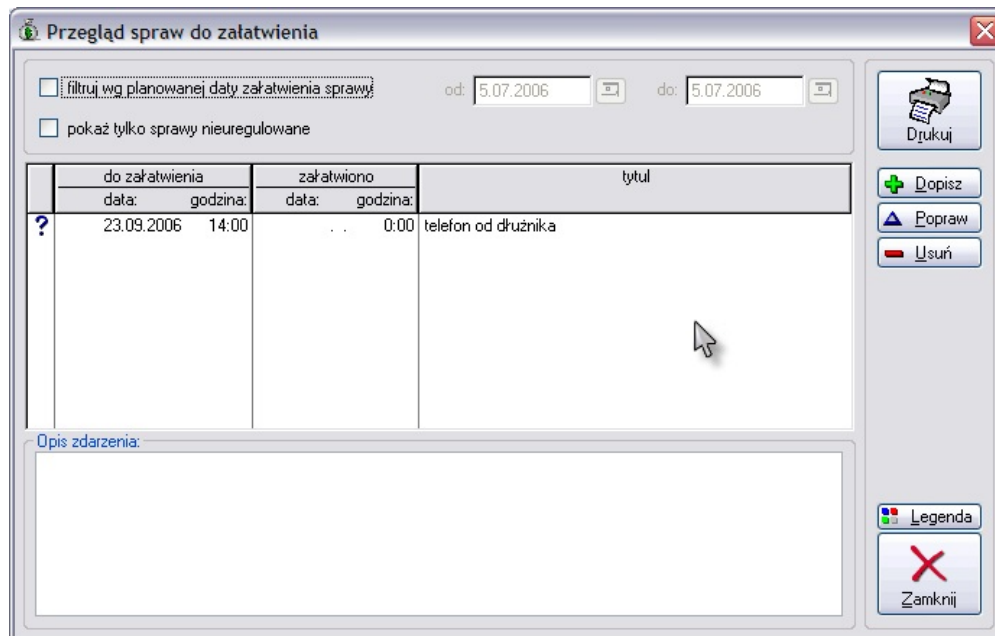 Przegląd spraw do załatwienia
filtruj wg planowanej daty załatwienia sprawy
od: 5.07.2006
do: 5.07.2006
pokaż tylko sprawy nieuregulowane
Drukuj
do załatwienia załatwiono tytul
data: godzina: data: godzina:
? 23.09.2006 14:00 . . 0:00 telefon od dłużnika
Dopisz
Popraw
Usuń
Opis zdarzenia:
Legenda
Zamknij